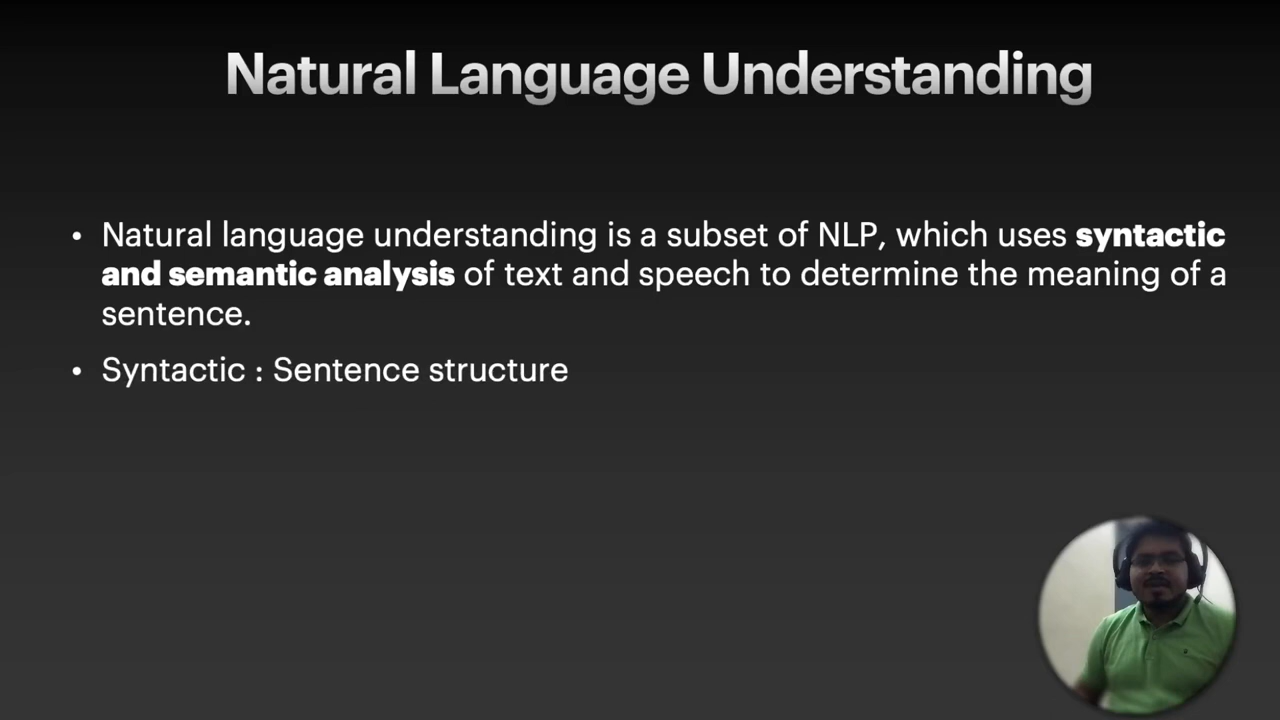 Natural Language Understanding
• Natural language understanding is a subset of NLP, which uses syntactic
and semantic analysis of text and speech to determine the meaning of a
sentence.
• Syntactic : Sentence structure